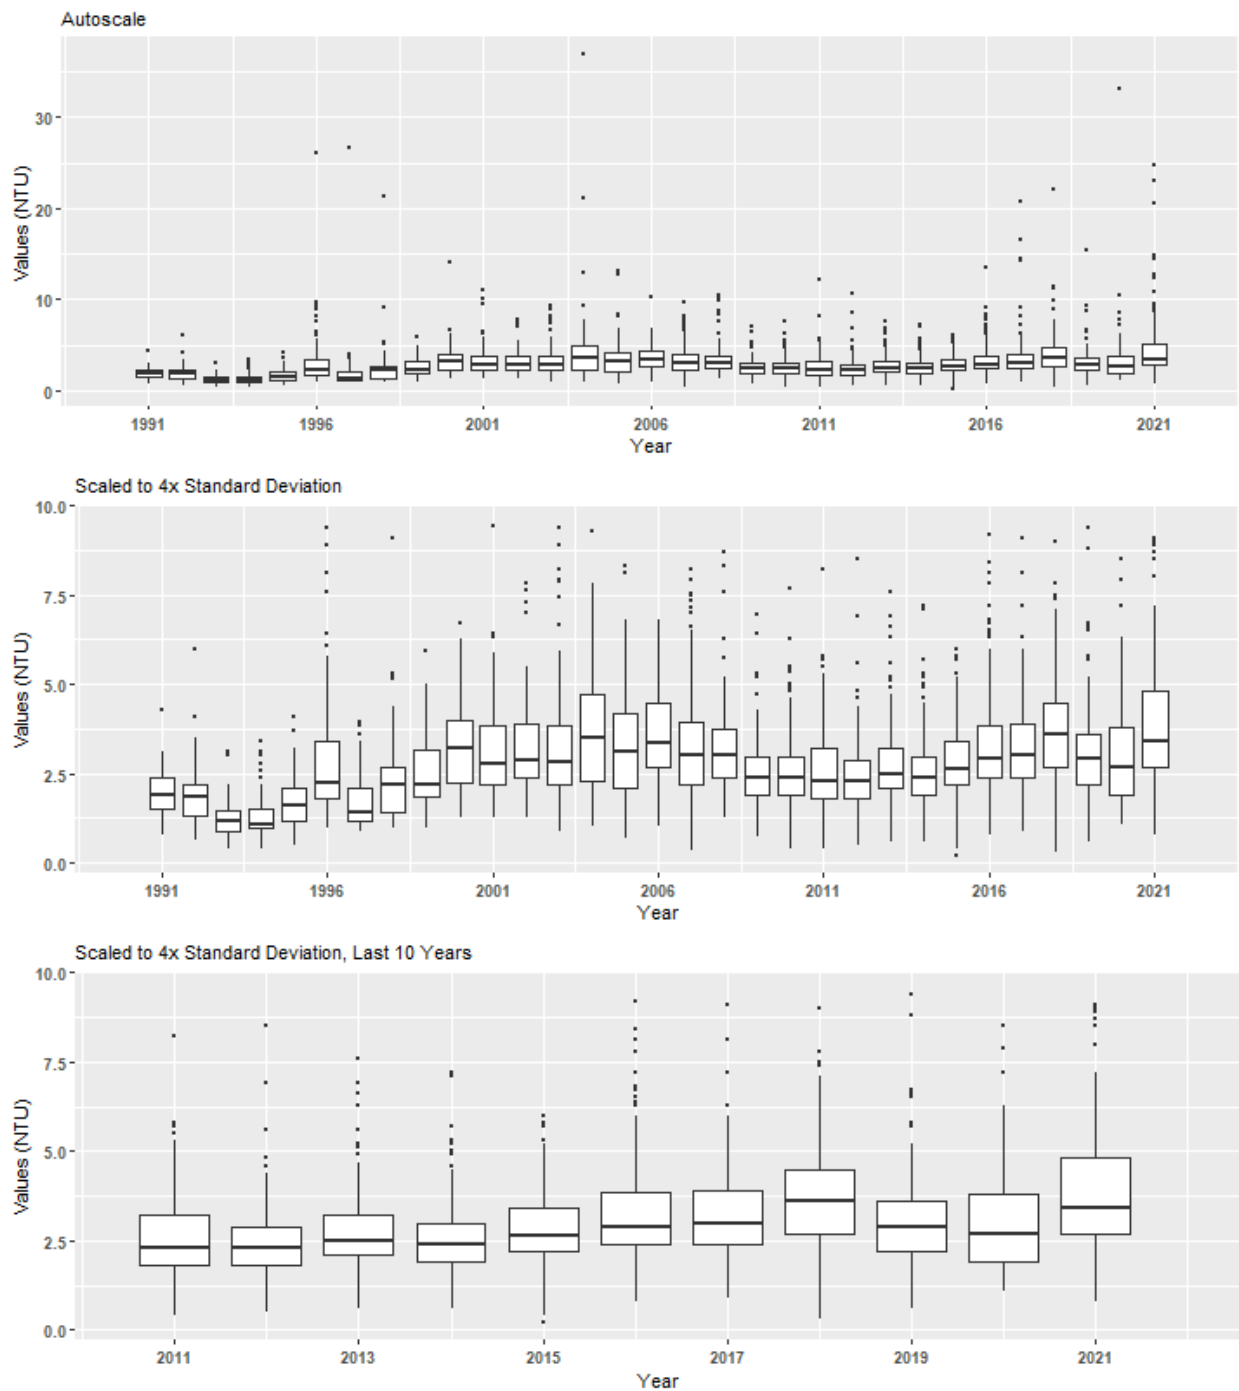 Autoscale
Values (NTU)
30
20
10
0
1991 1996 2001 2006 2011 2016 2021
Year
Scaled to 4x Standard Deviation
Values (NTU)
10.0
7.5
5.0
2.5
0.0
1991 1996 2001 2006 2011 2016 2021
Year
Scaled to 4x Standard Deviation, Last 10 Years
Values (NTU)
10.0
7.5
5.0
2.5
0.0
2011 2013 2015 2017 2019 2021
Year